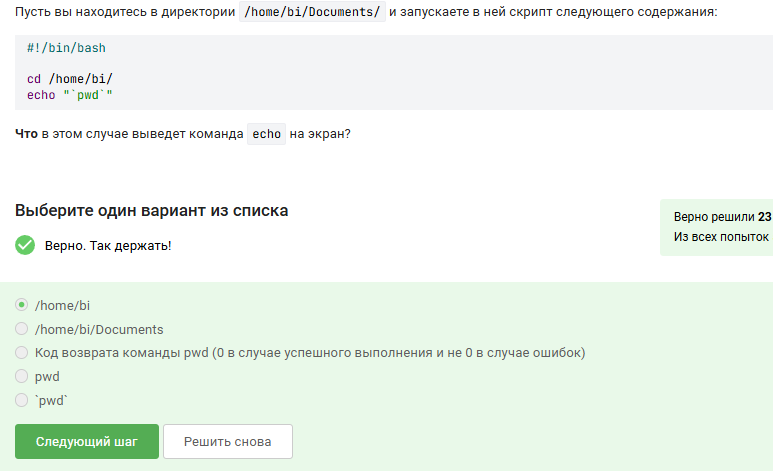 Пусть вы находитесь в директории /home/bi/Documents/ и запускаете в ней скрипт следующего содержания:
#!/bin/bash
cd /home/bi/
echo "`pwd`"
Что в этом случае выведет команда echo на экран?
Выберите один вариант из списка
Верно решили 23
Из всех попыток
Верно. Так держать!
/home/bi
/home/bi/Documents
Код возврата команды pwd (0 в случае успешного выполнения и не 0 в случае ошибок)
pwd
`pwd`
Следующий шаг
Решить снова